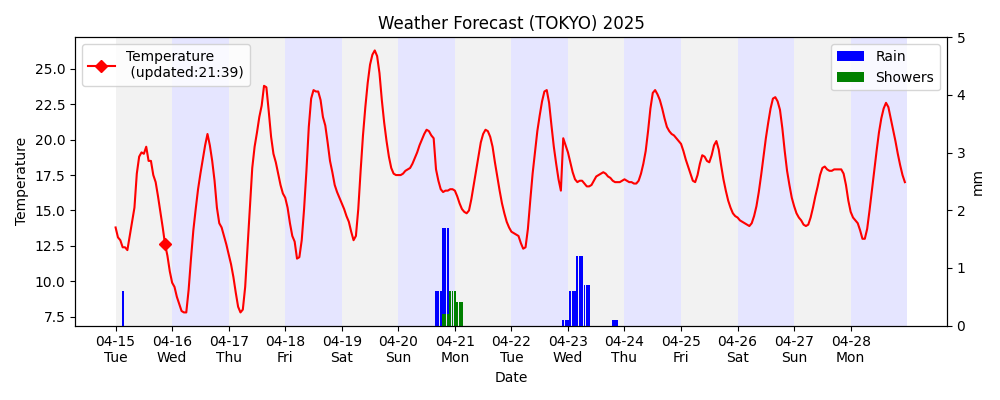 Weather Forecast (TOKYO) 2025
Temperature
(updated:21:39)
Rain
Showers
Temperature
25.0
22.5
20.0
17.5
15.0
12.5
10.0
7.5
5
4
3
2
1
0
mm
04-15 04-16 04-17 04-18 04-19 04-20 04-21 04-22 04-23 04-24 04-25 04-26 04-27 04-28
Tue Wed Thu Fri Sat Sun Mon Tue Wed Thu Fri Sat Sun Mon
Date